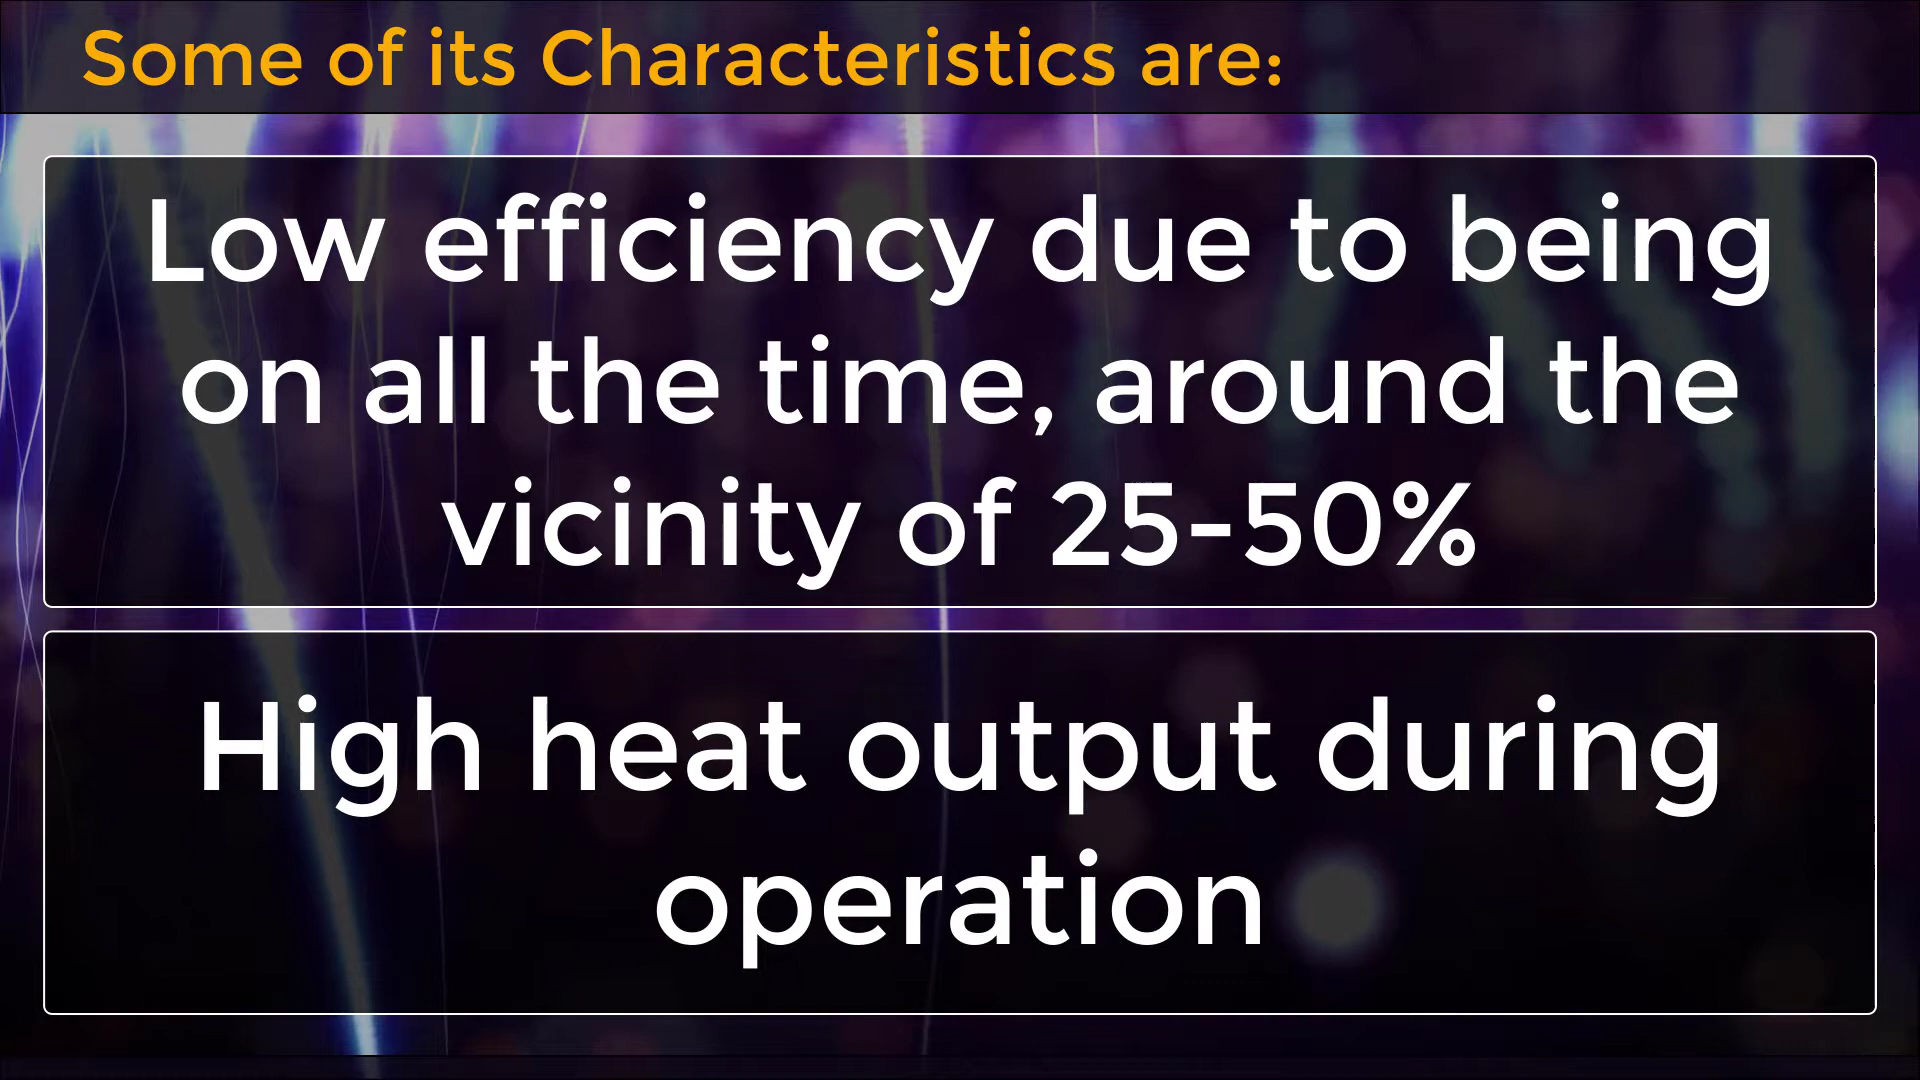 Some of its Characteristics are:
Low efficiency due to being
on all the time, around the
vicinity of 25-50%
High heat output during
operation